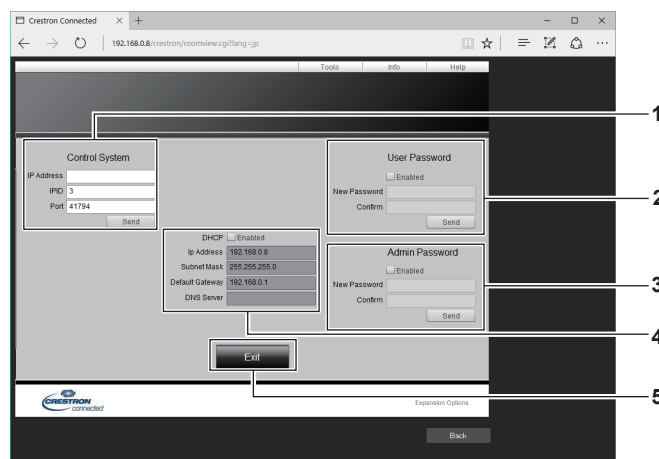 Crestron Connected
192.168.0.8/crestron/roomview.cgi?lang=jp
Tools Info Help
1
Control System
IP Address
IPID 3
Port 41794
Send
User Password
Enabled
New Password
Confirm
Send
2
DHCP Enabled
Ip Address 192.168.0.8
Subnet Mask 255.255.255.0
Default Gateway 192.168.0.1
DNS Server
Admin Password
Enabled
New Password
Confirm
Send
3
4
Exit
5
CRESTRON
connected
Expansion Options
Back